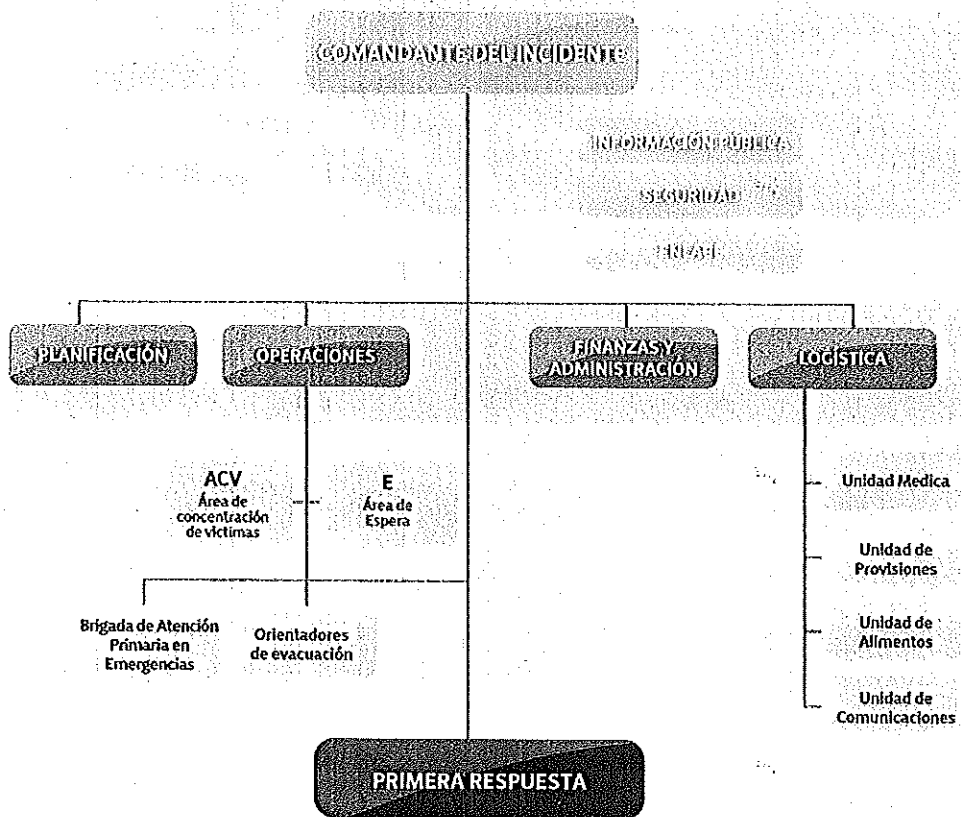 COMANDANTE DEL INCIDENTE
INFORMACIÓN PÚBLICA
SEGURIDAD
ENLACE
PLANIFICACIÓN
OPERACIONES
FINANZAS Y
ADMINISTRACIÓN
LOGÍSTICA
ACV
Área de
concentración
de victimas
E
Área de
Espera
Unidad Medica
Unidad de
Provisiones
Unidad de
Alimentos
Unidad de
Comunicaciones
Brigada de Atención
Primaria en
Emergencias
Orientadores
de evacuación
PRIMERA RESPUESTA